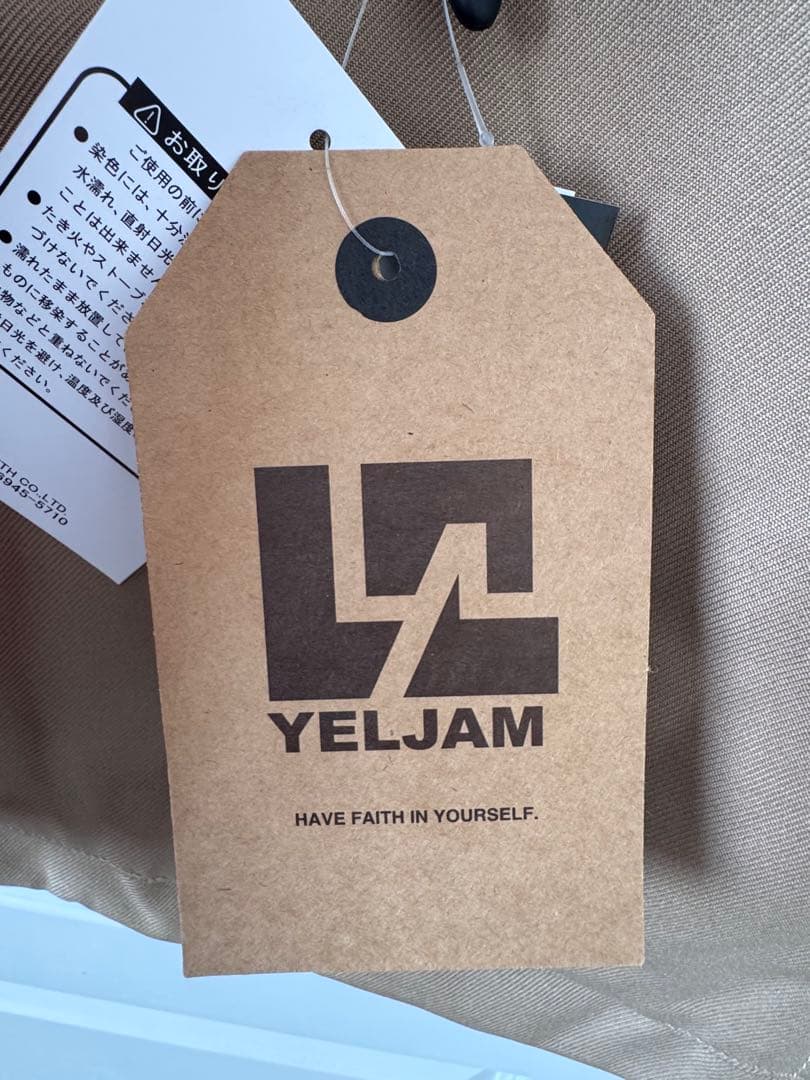 お取り
ご使用の前に
染色には、十分
水濡れ、直射日光
ことは出来ません
たき火やストーブ
づけないでくださ
濡れたまま放置して
ものに移染することがあ
物などと重ねないでくだ
日光を避け、温度及び湿度
ください。
TH CO.,LTD.
3945-5710
YELJAM
HAVE FAITH IN YOURSELF.